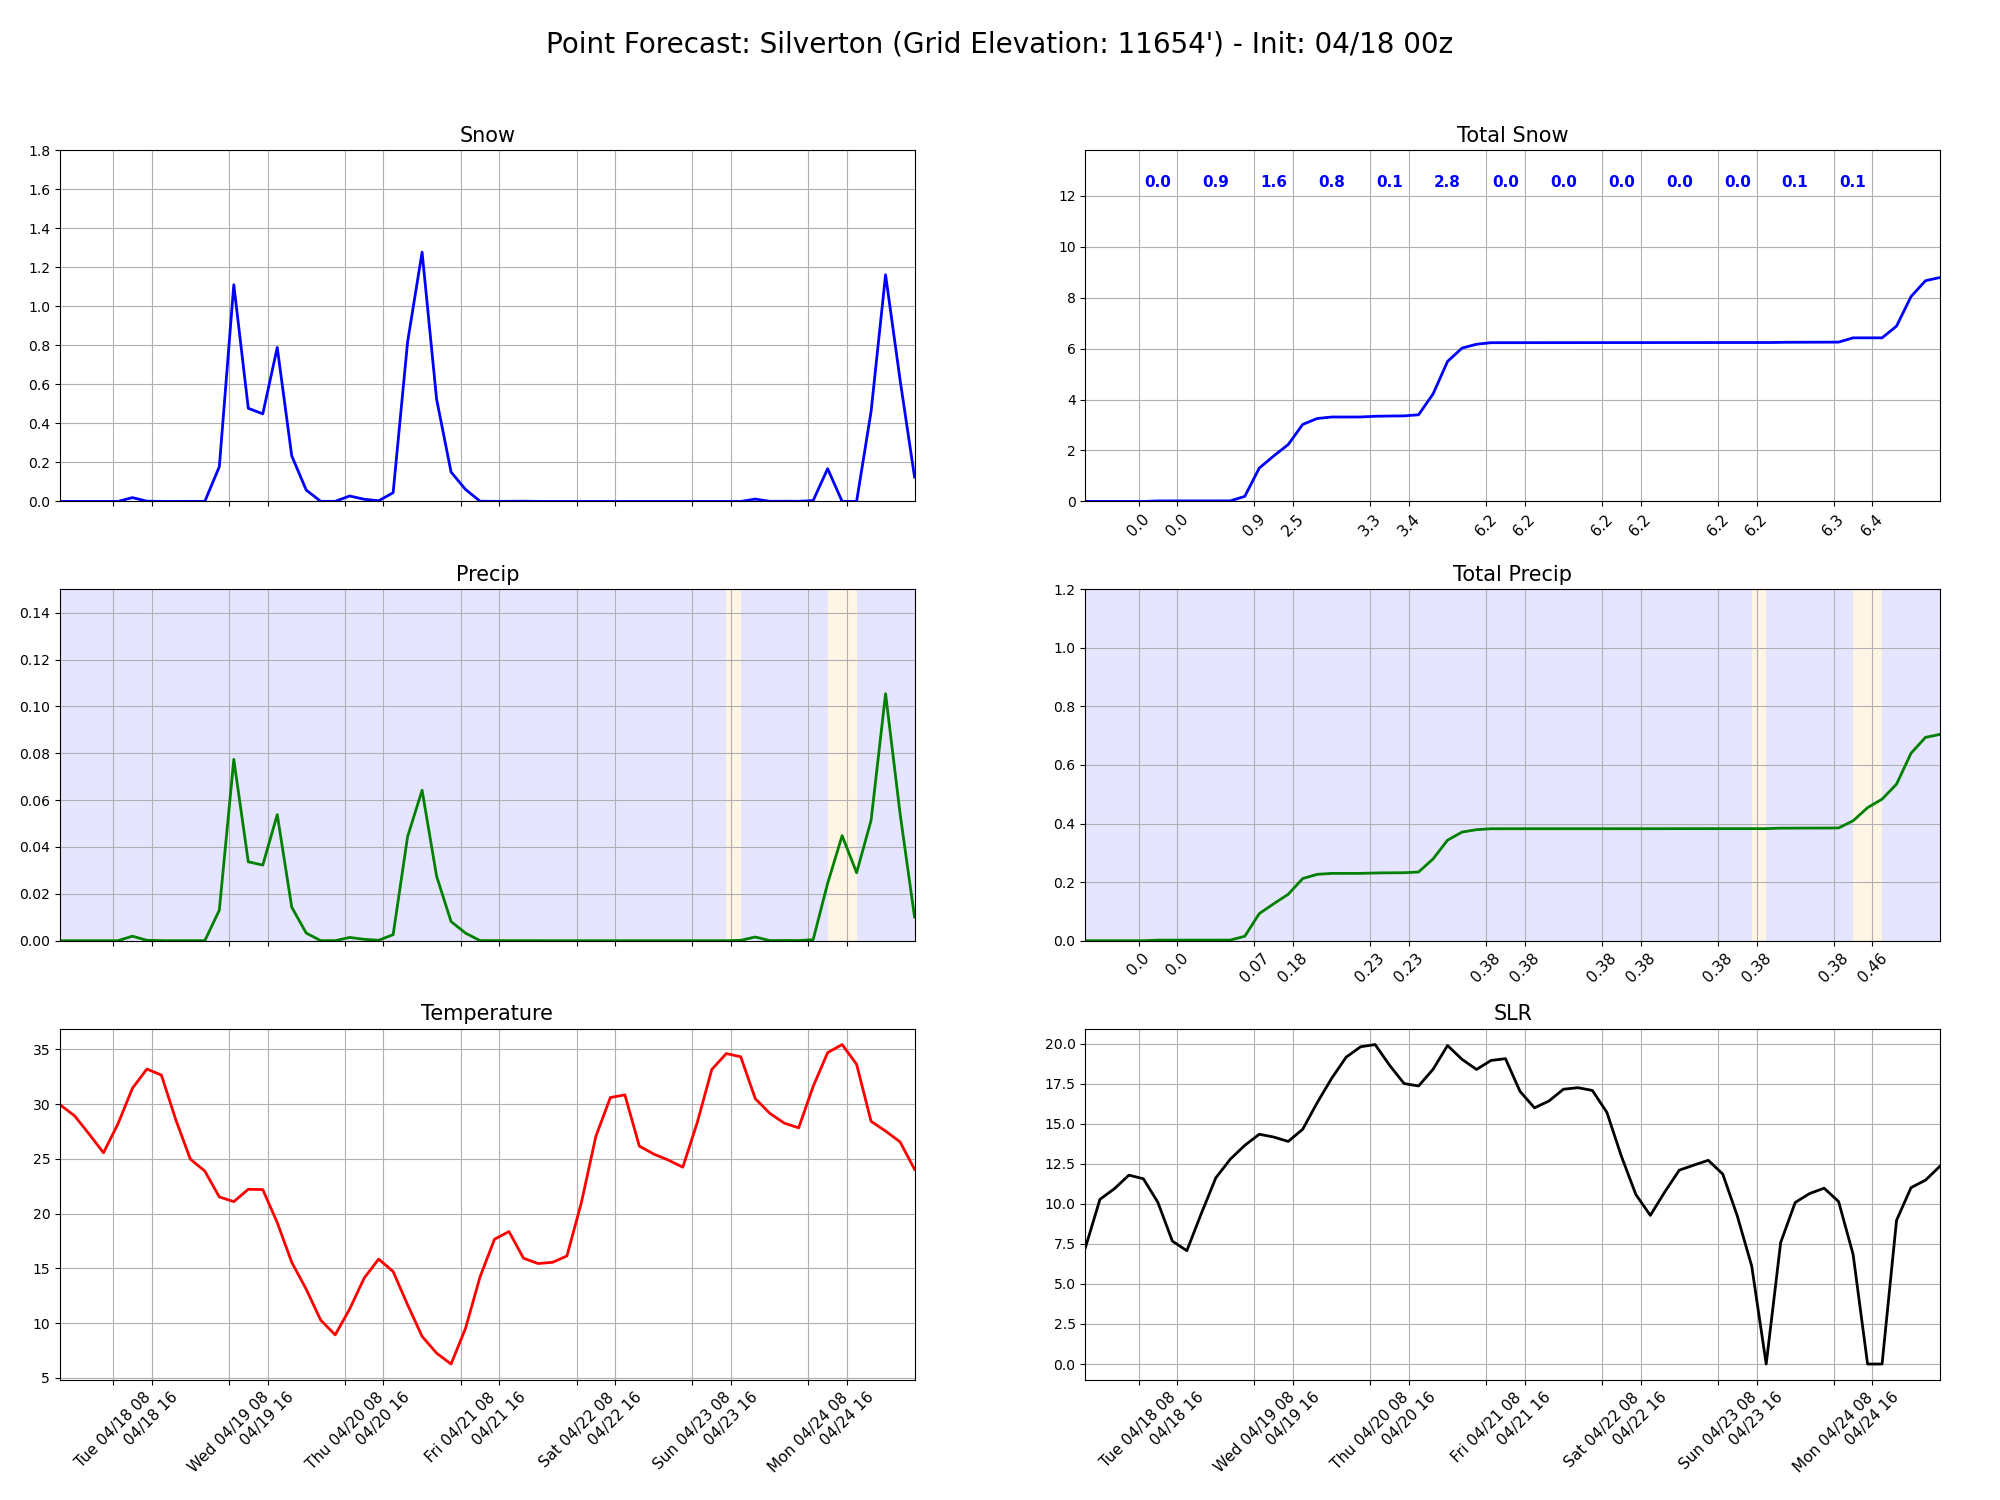 Point Forecast: Silverton (Grid Elevation: 11654') - Init: 04/18 00z
Snow
1.8
1.6
1.4
1.2
1.0
0.8
0.6
0.4
0.2
0.0
Total Snow
0.0 0.9 1.6 0.8 0.1 2.8 0.0 0.0 0.0 0.0 0.0 0.1 0.1
12
10
8
6
4
2
0
0.0 0.0 0.9 2.5 3.3 3.4 6.2 6.2 6.2 6.2 6.2 6.2 6.3 6.4
Precip
0.14
0.12
0.10
0.08
0.06
0.04
0.02
0.00
Total Precip
1.2
1.0
0.8
0.6
0.4
0.2
0.0
0.0 0.0 0.07 0.18 0.23 0.23 0.38 0.38 0.38 0.38 0.38 0.38 0.38 0.46
Temperature
35
30
25
20
15
10
5
Tue 04/18 08
04/18 16
Wed 04/19 08
04/19 16
Thu 04/20 08
04/20 16
Fri 04/21 08
04/21 16
Sat 04/22 08
04/22 16
Sun 04/23 08
04/23 16
Mon 04/24 08
04/24 16
SLR
20.0
17.5
15.0
12.5
10.0
7.5
5.0
2.5
0.0
Tue 04/18 08
04/18 16
Wed 04/19 08
04/19 16
Thu 04/20 08
04/20 16
Fri 04/21 08
04/21 16
Sat 04/22 08
04/22 16
Sun 04/23 08
04/23 16
Mon 04/24 08
04/24 16